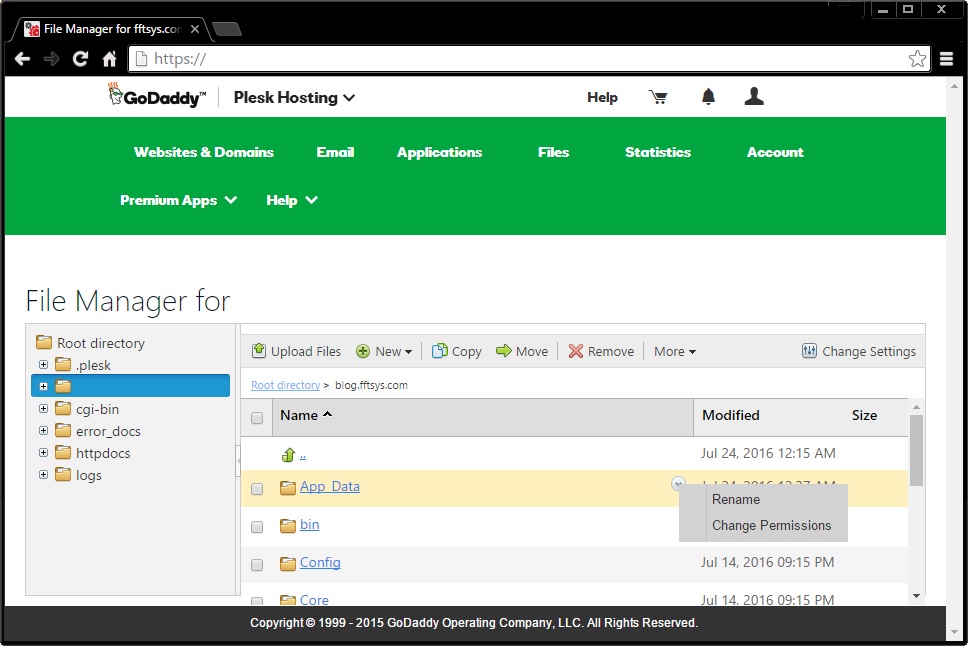 File Manager for fftsys.cor
https://
GoDaddy™ Plesk Hosting Help
Websites & Domains Email Applications Files Statistics Account
Premium Apps Help
File Manager for
Root directory
.plesk
cgi-bin
error_docs
httpdocs
logs
Upload Files New Copy Move Remove More Change Settings
Root directory > blog.fftsys.com
Name Modified Size
.. Jul 24, 2016 12:15 AM
App_Data Jul 24, 2016 12:27 AM
Rename
Change Permissions
bin
Config Jul 14, 2016 09:15 PM
Core Jul 14, 2016 09:15 PM
Copyright © 1999 - 2015 GoDaddy Operating Company, LLC. All Rights Reserved.